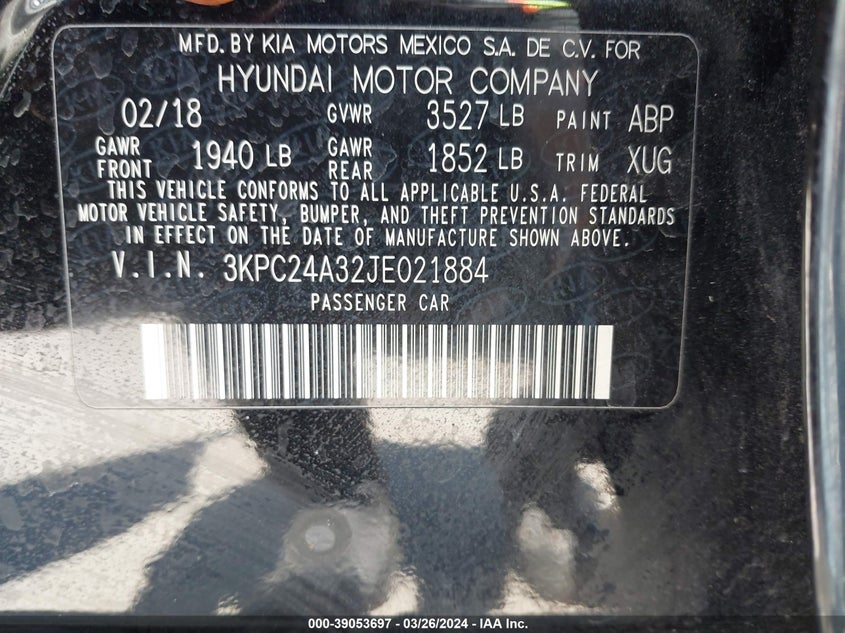 MFD. BY KIA MOTORS MEXICO S.A. DE C.V. FOR
HYUNDAI MOTOR COMPANY
02/18 GVWR 3527 LB PAINT ABP
GAWR FRONT 1940 LB GAWR REAR 1852 LB TRIM XUG
THIS VEHICLE CONFORMS TO ALL APPLICABLE U.S.A. FEDERAL
MOTOR VEHICLE SAFETY, BUMPER, AND THEFT PREVENTION STANDARDS
IN EFFECT ON THE DATE OF MANUFACTURE SHOWN ABOVE.
V.I.N. 3KPC24A32JE021884
PASSENGER CAR
000-39053697 - 03/26/2024 - IAA Inc.